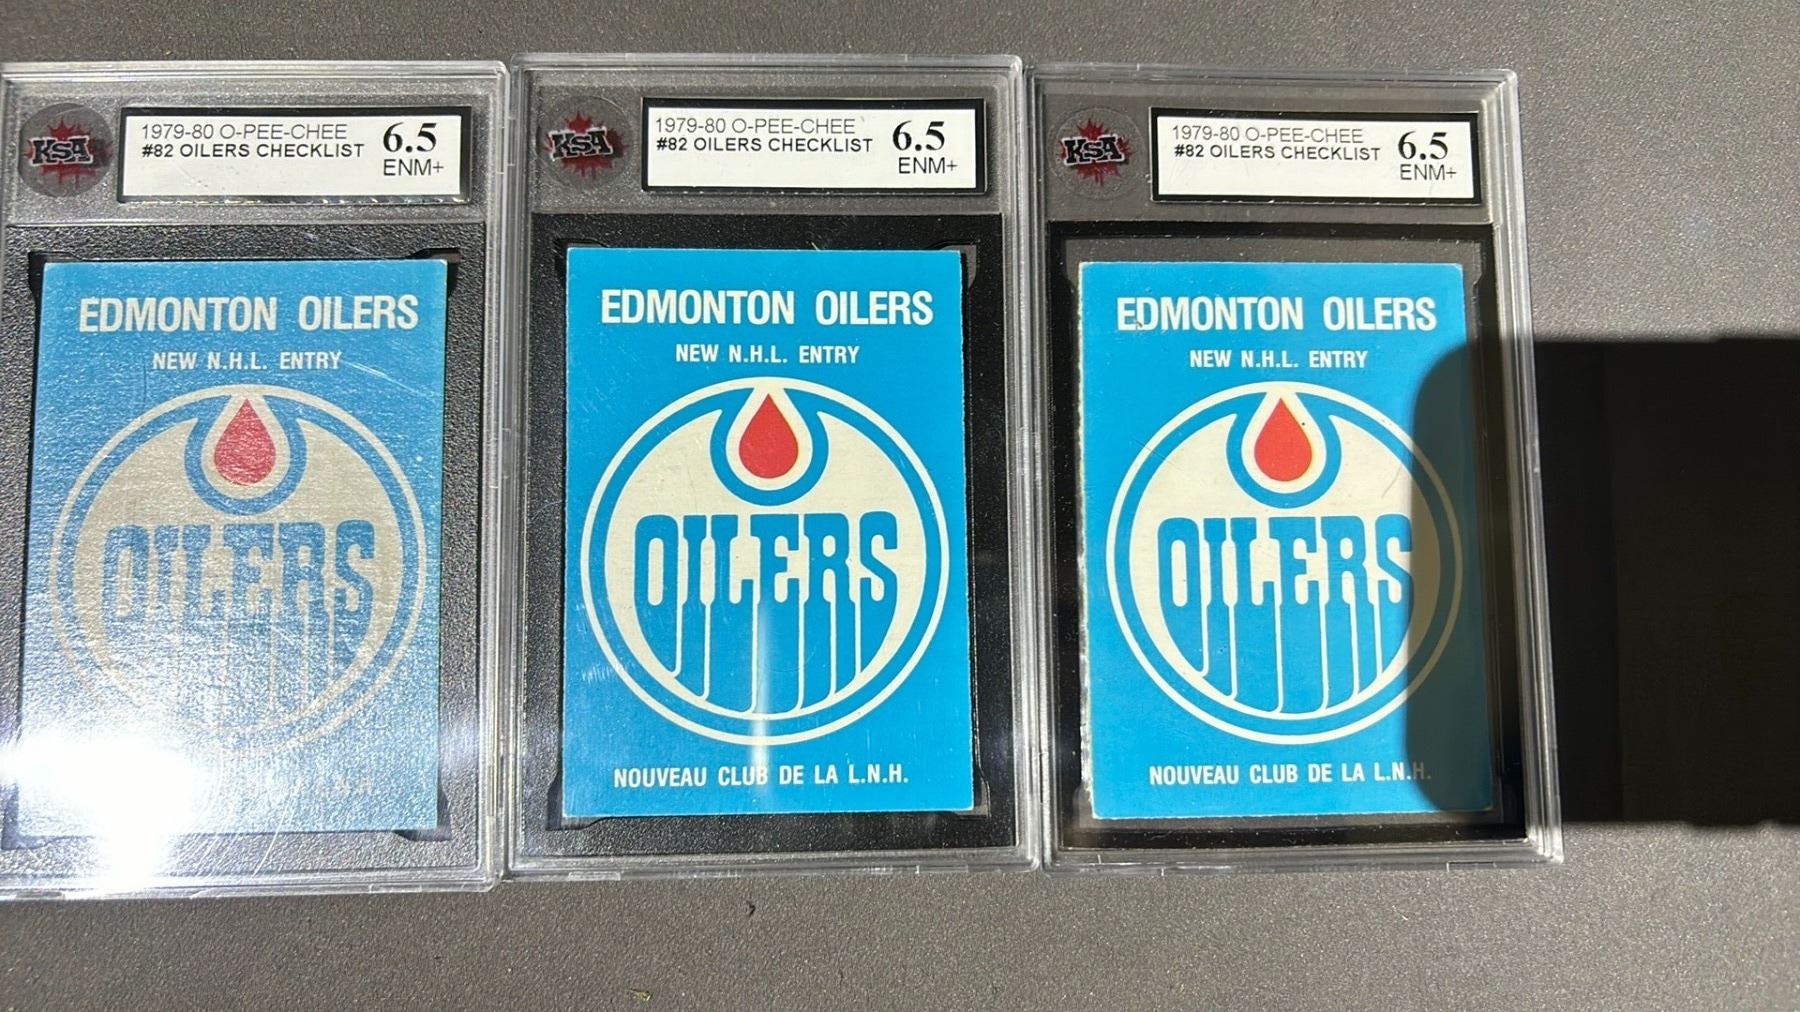 KSA
1979-80 O-PEE-CHEE
#82 OILERS CHECKLIST
6.5
ENM+
EDMONTON OILERS
NEW N.H.L. ENTRY
OILERS
L.N.H.
KSA
1979-80 O-PEE-CHEE
#82 OILERS CHECKLIST
6.5
ENM+
EDMONTON OILERS
NEW N.H.L. ENTRY
OILERS
NOUVEAU CLUB DE LA L.N.H.
KSA
1979-80 O-PEE-CHEE
#82 OILERS CHECKLIST
6.5
ENM+
EDMONTON OILERS
NEW N.H.L. ENTRY
OILERS
NOUVEAU CLUB DE LA L.N.H.